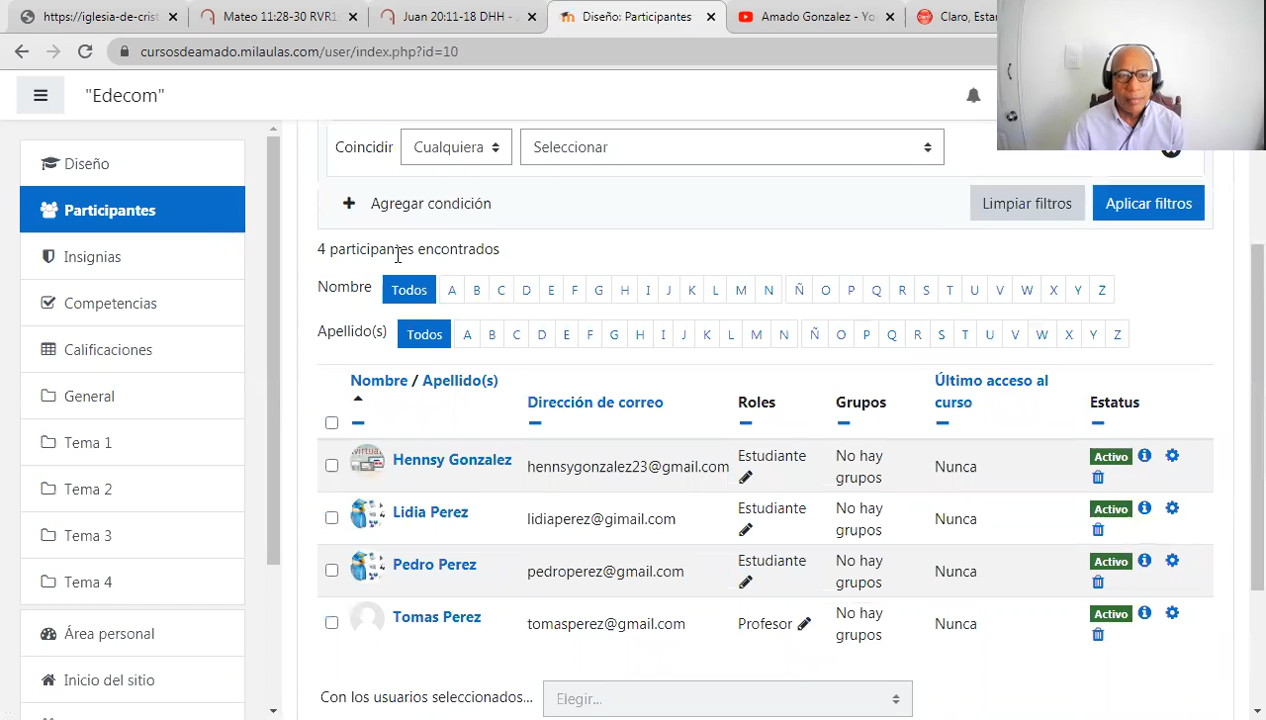 https://iglesia-de-crist
Mateo 11:28-30 RVR1
Juan 20:11-18 DHH -
Diseño: Participantes
Amado Gonzalez - Yo
Claro, Estar
cursosdeamado.milaulas.com/user/index.php?id=10
"Edecom"
Diseño
Participantes
Insignias
Competencias
Calificaciones
General
Tema 1
Tema 2
Tema 3
Tema 4
Área personal
Inicio del sitio
Coincidir Cualquiera Seleccionar
Agregar condición Limpiar filtros Aplicar filtros
4 participantes encontrados
Nombre Todos A B C D E F G H I J K L M N Ñ O P Q R S T U V W X Y Z
Apellido(s) Todos A B C D E F G H I J K L M N Ñ O P Q R S T U V W X Y Z
Nombre / Apellido(s) Dirección de correo Roles Grupos Último acceso al curso Estatus
Hennsy Gonzalez hennsygonzalez23@gmail.com Estudiante No hay grupos Nunca Activo
Lidia Perez lidiaperez@gimail.com Estudiante No hay grupos Nunca Activo
Pedro Perez pedroperez@gmail.com Estudiante No hay grupos Nunca Activo
Tomas Perez tomasperez@gmail.com Profesor No hay grupos Nunca Activo
Con los usuarios seleccionados... Elegir...